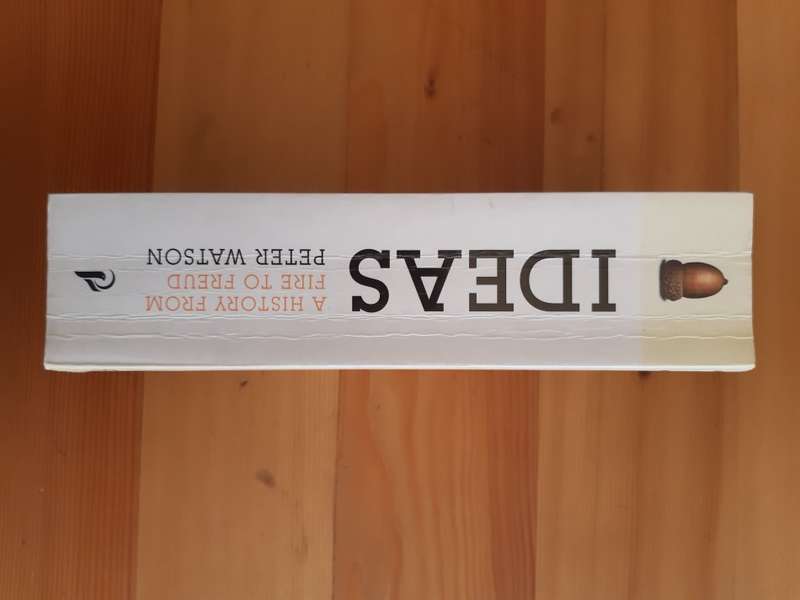 IDEAS
A HISTORY FROM
FIRE TO FREUD
PETER WATSON